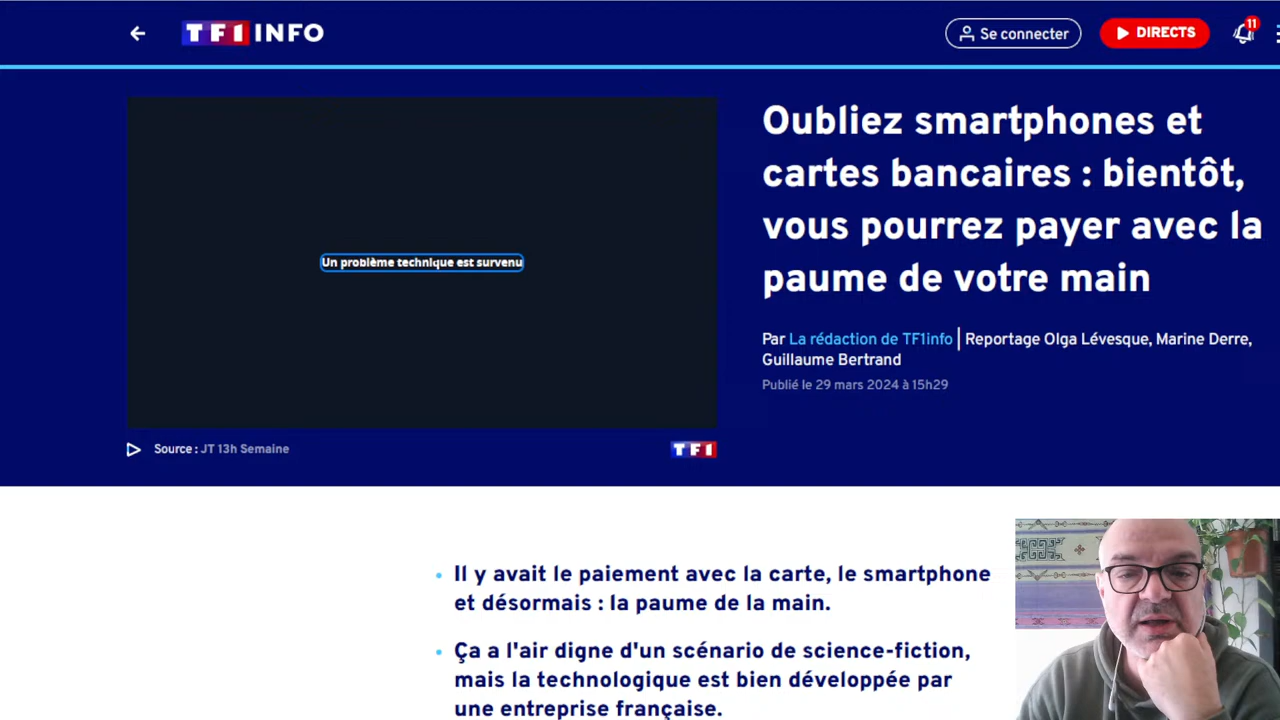 TF1 INFO
Se connecter
DIRECTS
11
Un problème technique est survenu
Source : JT 13h Semaine
TF1
Oubliez smartphones et
cartes bancaires : bientôt,
vous pourrez payer avec la
paume de votre main
Par La rédaction de TF1info | Reportage Olga Lévesque, Marine Derre,
Guillaume Bertrand
Publié le 29 mars 2024 à 15h29
• Il y avait le paiement avec la carte, le smartphone
et désormais : la paume de la main.
• Ça a l'air digne d'un scénario de science-fiction,
mais la technologique est bien développée par
une entreprise française.